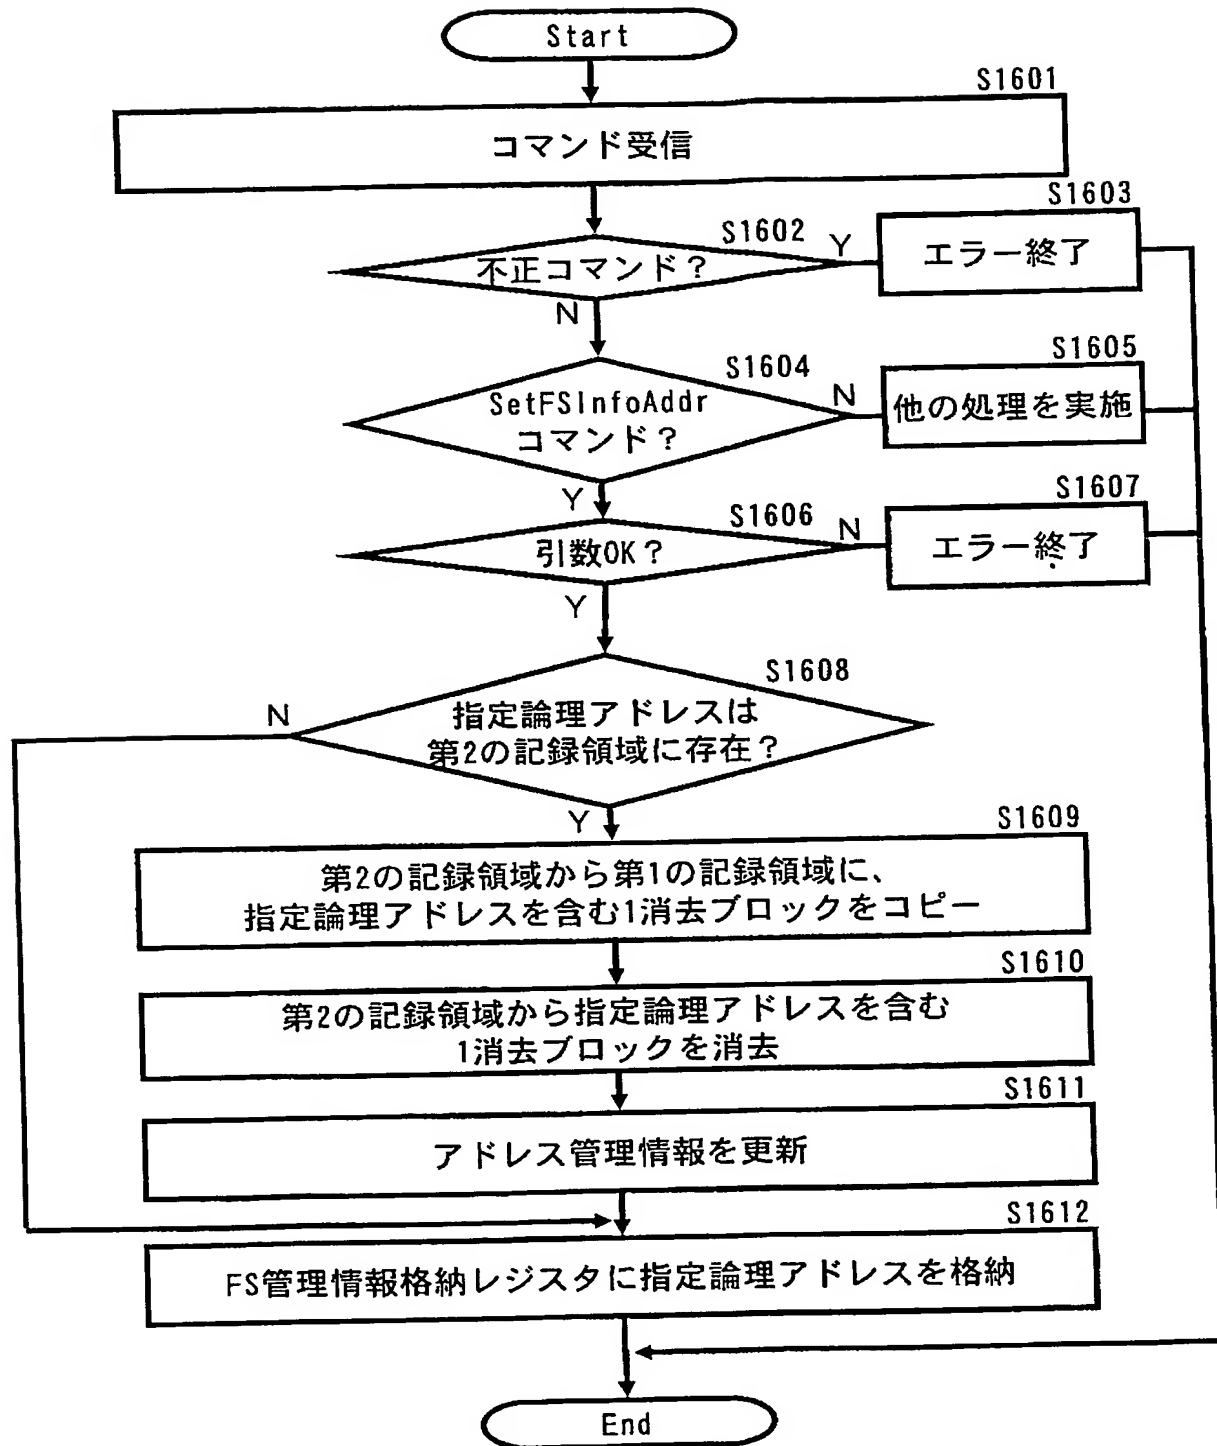 Start
S1601
コマンド受信
S1602
不正コマンド?
Y
N
S1603
エラー終了
S1604
SetFSInfoAddr
コマンド?
N
Y
S1605
他の処理を実施
S1606
引数OK?
N
Y
S1607
エラー終了
S1608
指定論理アドレスは
第2の記録領域に存在?
N
Y
S1609
第2の記録領域から第1の記録領域に、
指定論理アドレスを含む1消去ブロックをコピー
S1610
第2の記録領域から指定論理アドレスを含む
1消去ブロックを消去
S1611
アドレス管理情報を更新
S1612
FS管理情報格納レジスタに指定論理アドレスを格納
End